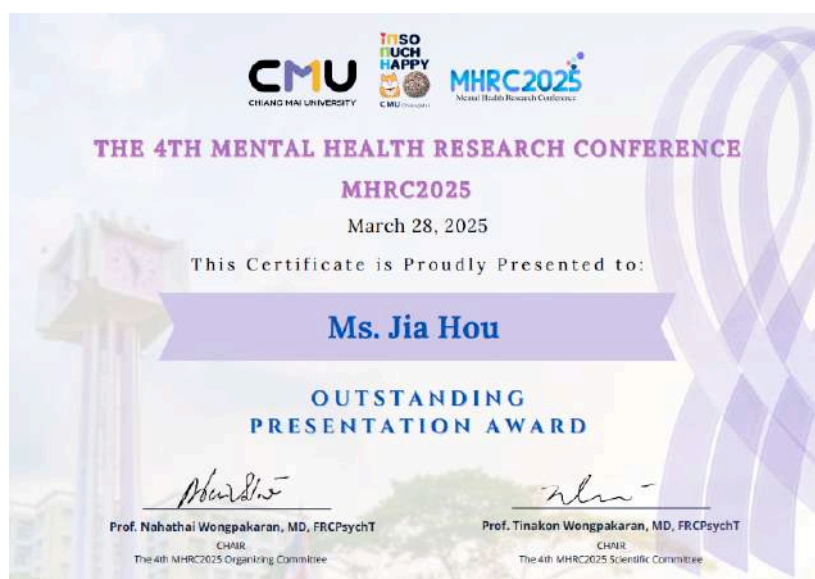 CMU
CHIANG MAI UNIVERSITY
INSO
MUCH
HAPPY
CMU
MHRC2025
Mental Health Research Conference
THE 4TH MENTAL HEALTH RESEARCH CONFERENCE
MHRC2025
March 28, 2025
This Certificate is Proudly Presented to:
Ms. Jia Hou
OUTSTANDING
PRESENTATION AWARD
Prof. Nahathai Wongpakaran, MD, FRCPsychT
CHAIR
The 4th MHRC2025 Organizing Committee
Prof. Tinakon Wongpakaran, MD, FRCPsychT
CHAIR
The 4th MHRC2025 Scientific Committee